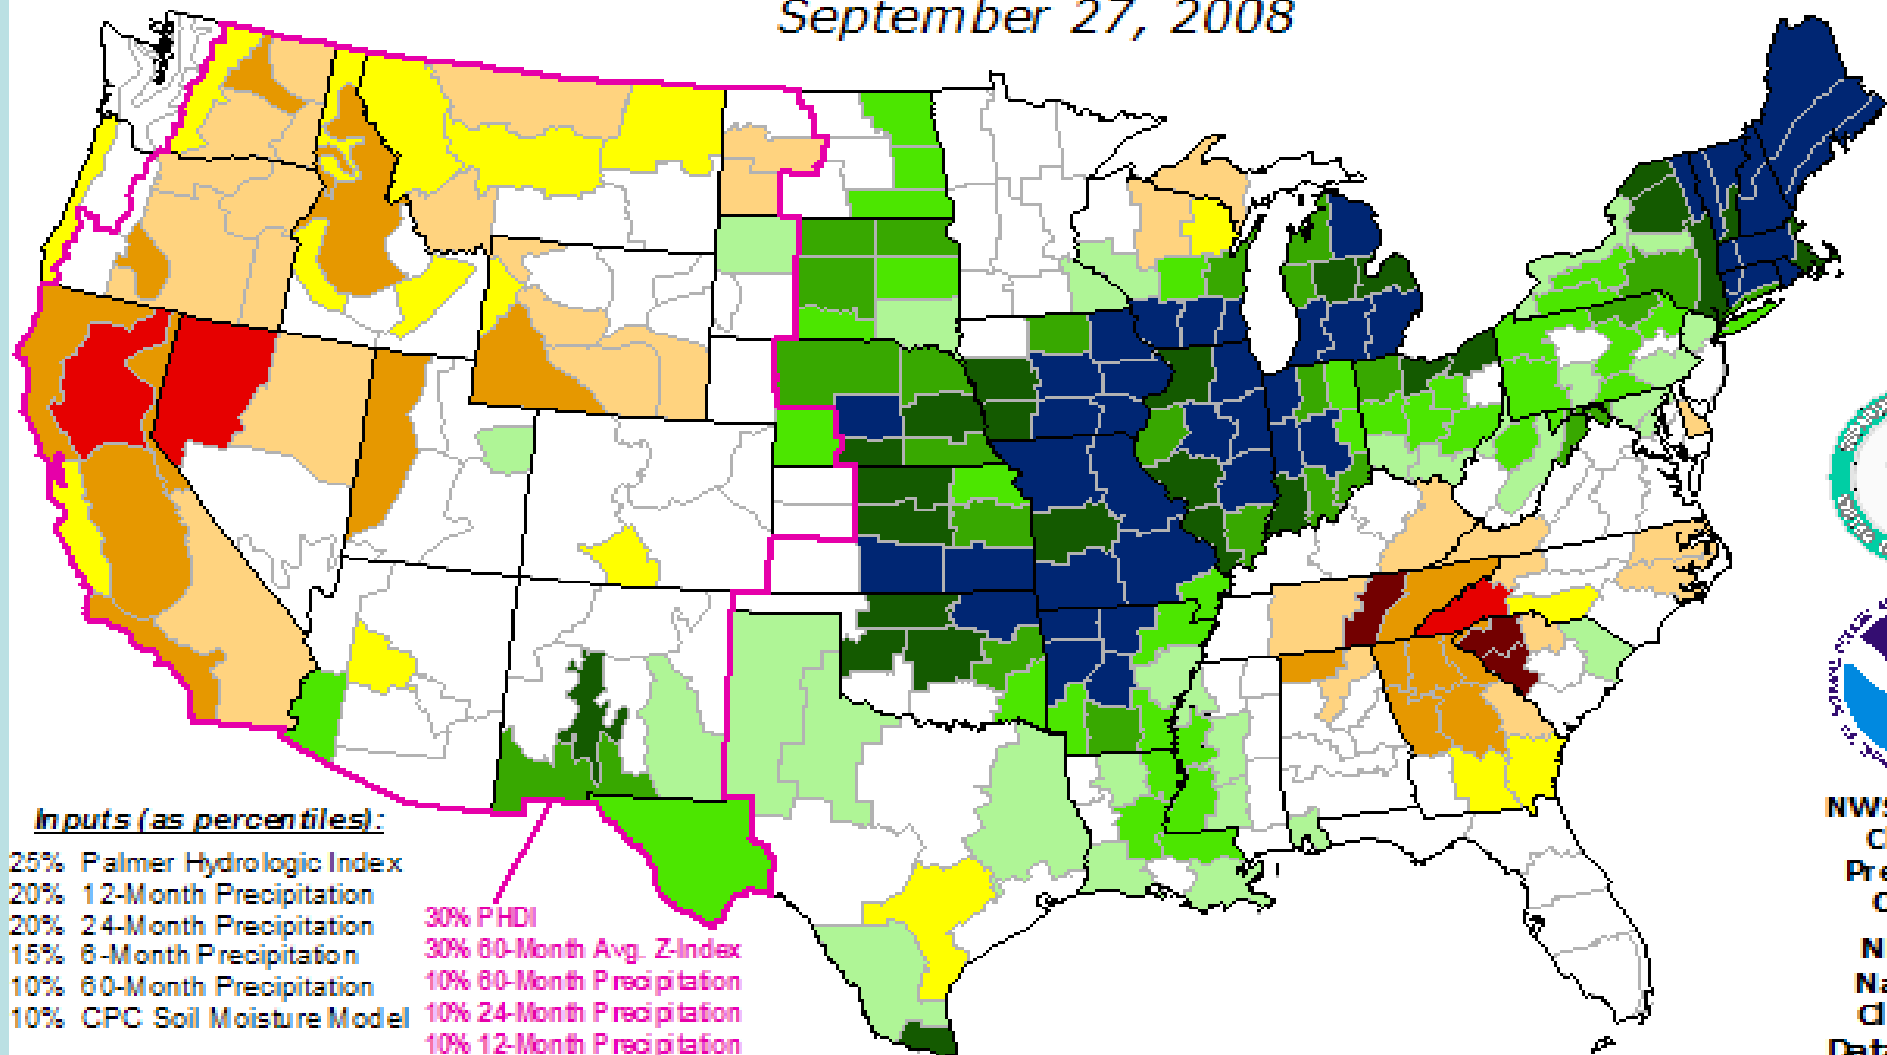 September 27, 2008
Inputs (as percentiles):
25% Palmer Hydrologic Index
20% 12-Month Precipitation
20% 24-Month Precipitation
15% 6-Month Precipitation
10% 60-Month Precipitation
10% CPC Soil Moisture Model
30% PHDI
30% 60-Month Avg. Z-Index
10% 60-Month Precipitation
10% 24-Month Precipitation
10% 12-Month Precipitation
NWS